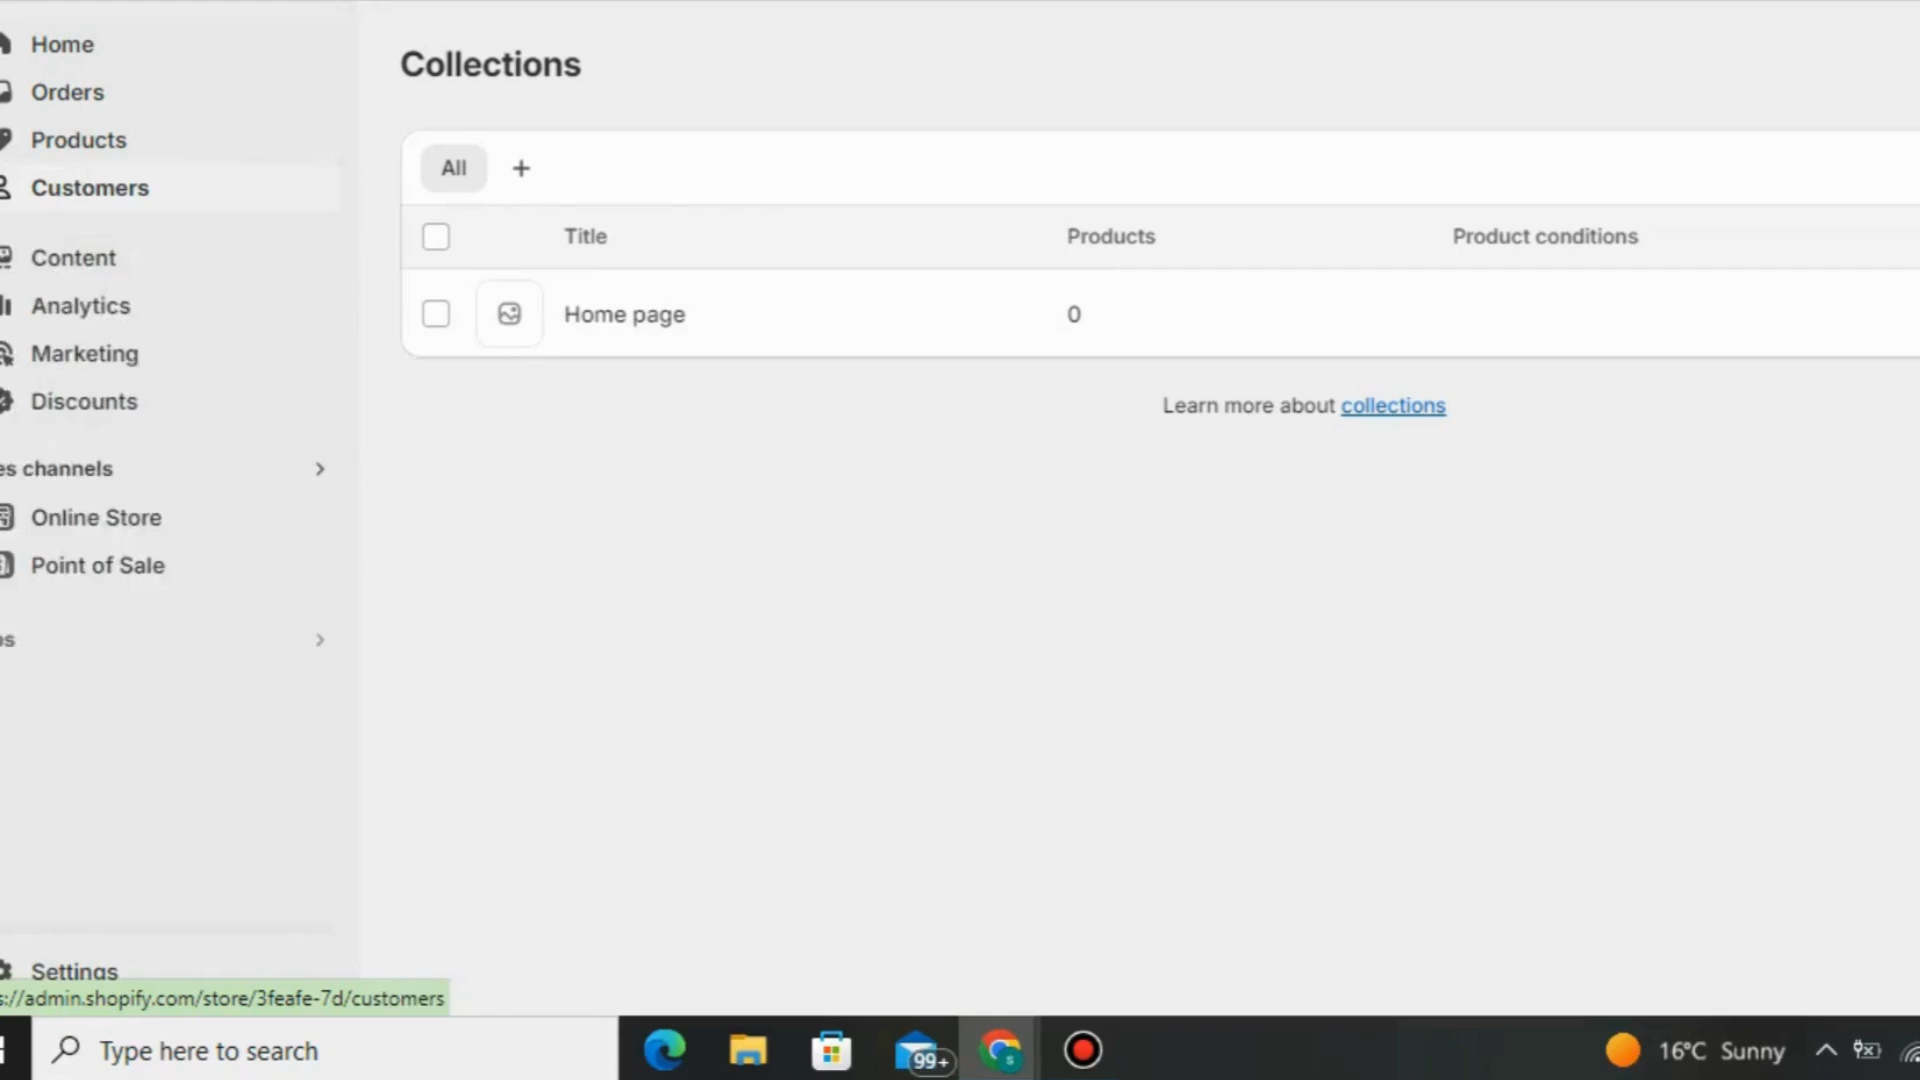 Home
Orders
Products
Customers
Content
Analytics
Marketing
Discounts
es channels
Online Store
Point of Sale
os
Settings
s://admin.shopify.com/store/3feafe-7d/customers
Collections
All +
Title Products Product conditions
Home page 0
Learn more about collections
Type here to search
99+
s
16°C Sunny